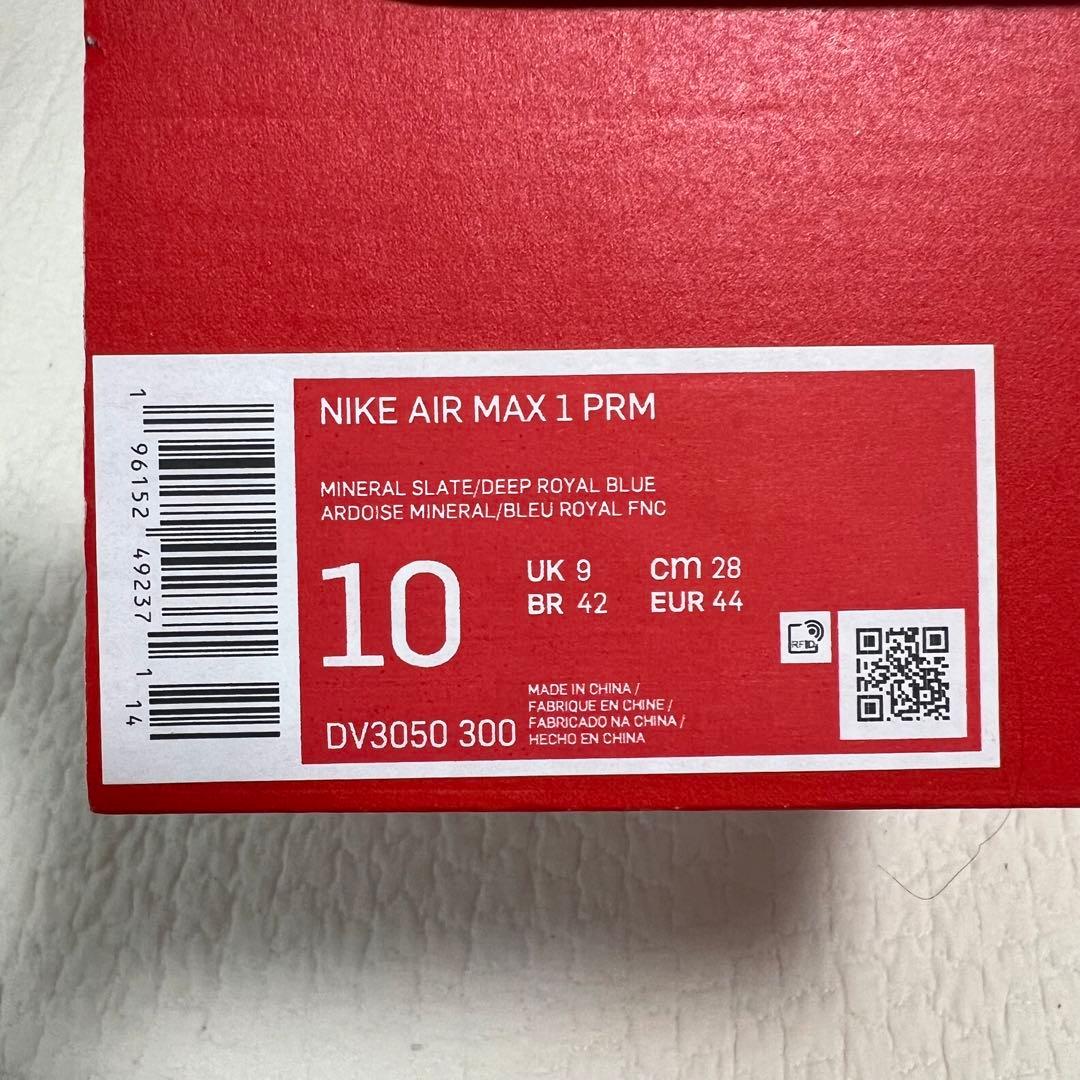 NIKE AIR MAX 1 PRM
MINERAL SLATE/DEEP ROYAL BLUE
ARDOISE MINERAL/BLEU ROYAL FNC
10
UK 9 cm 28
BR 42 EUR 44
RFID
DV3050 300
MADE IN CHINA /
FABRIQUE EN CHINE /
FABRICADO NA CHINA /
HECHO EN CHINA
1 96152 49237 1 14